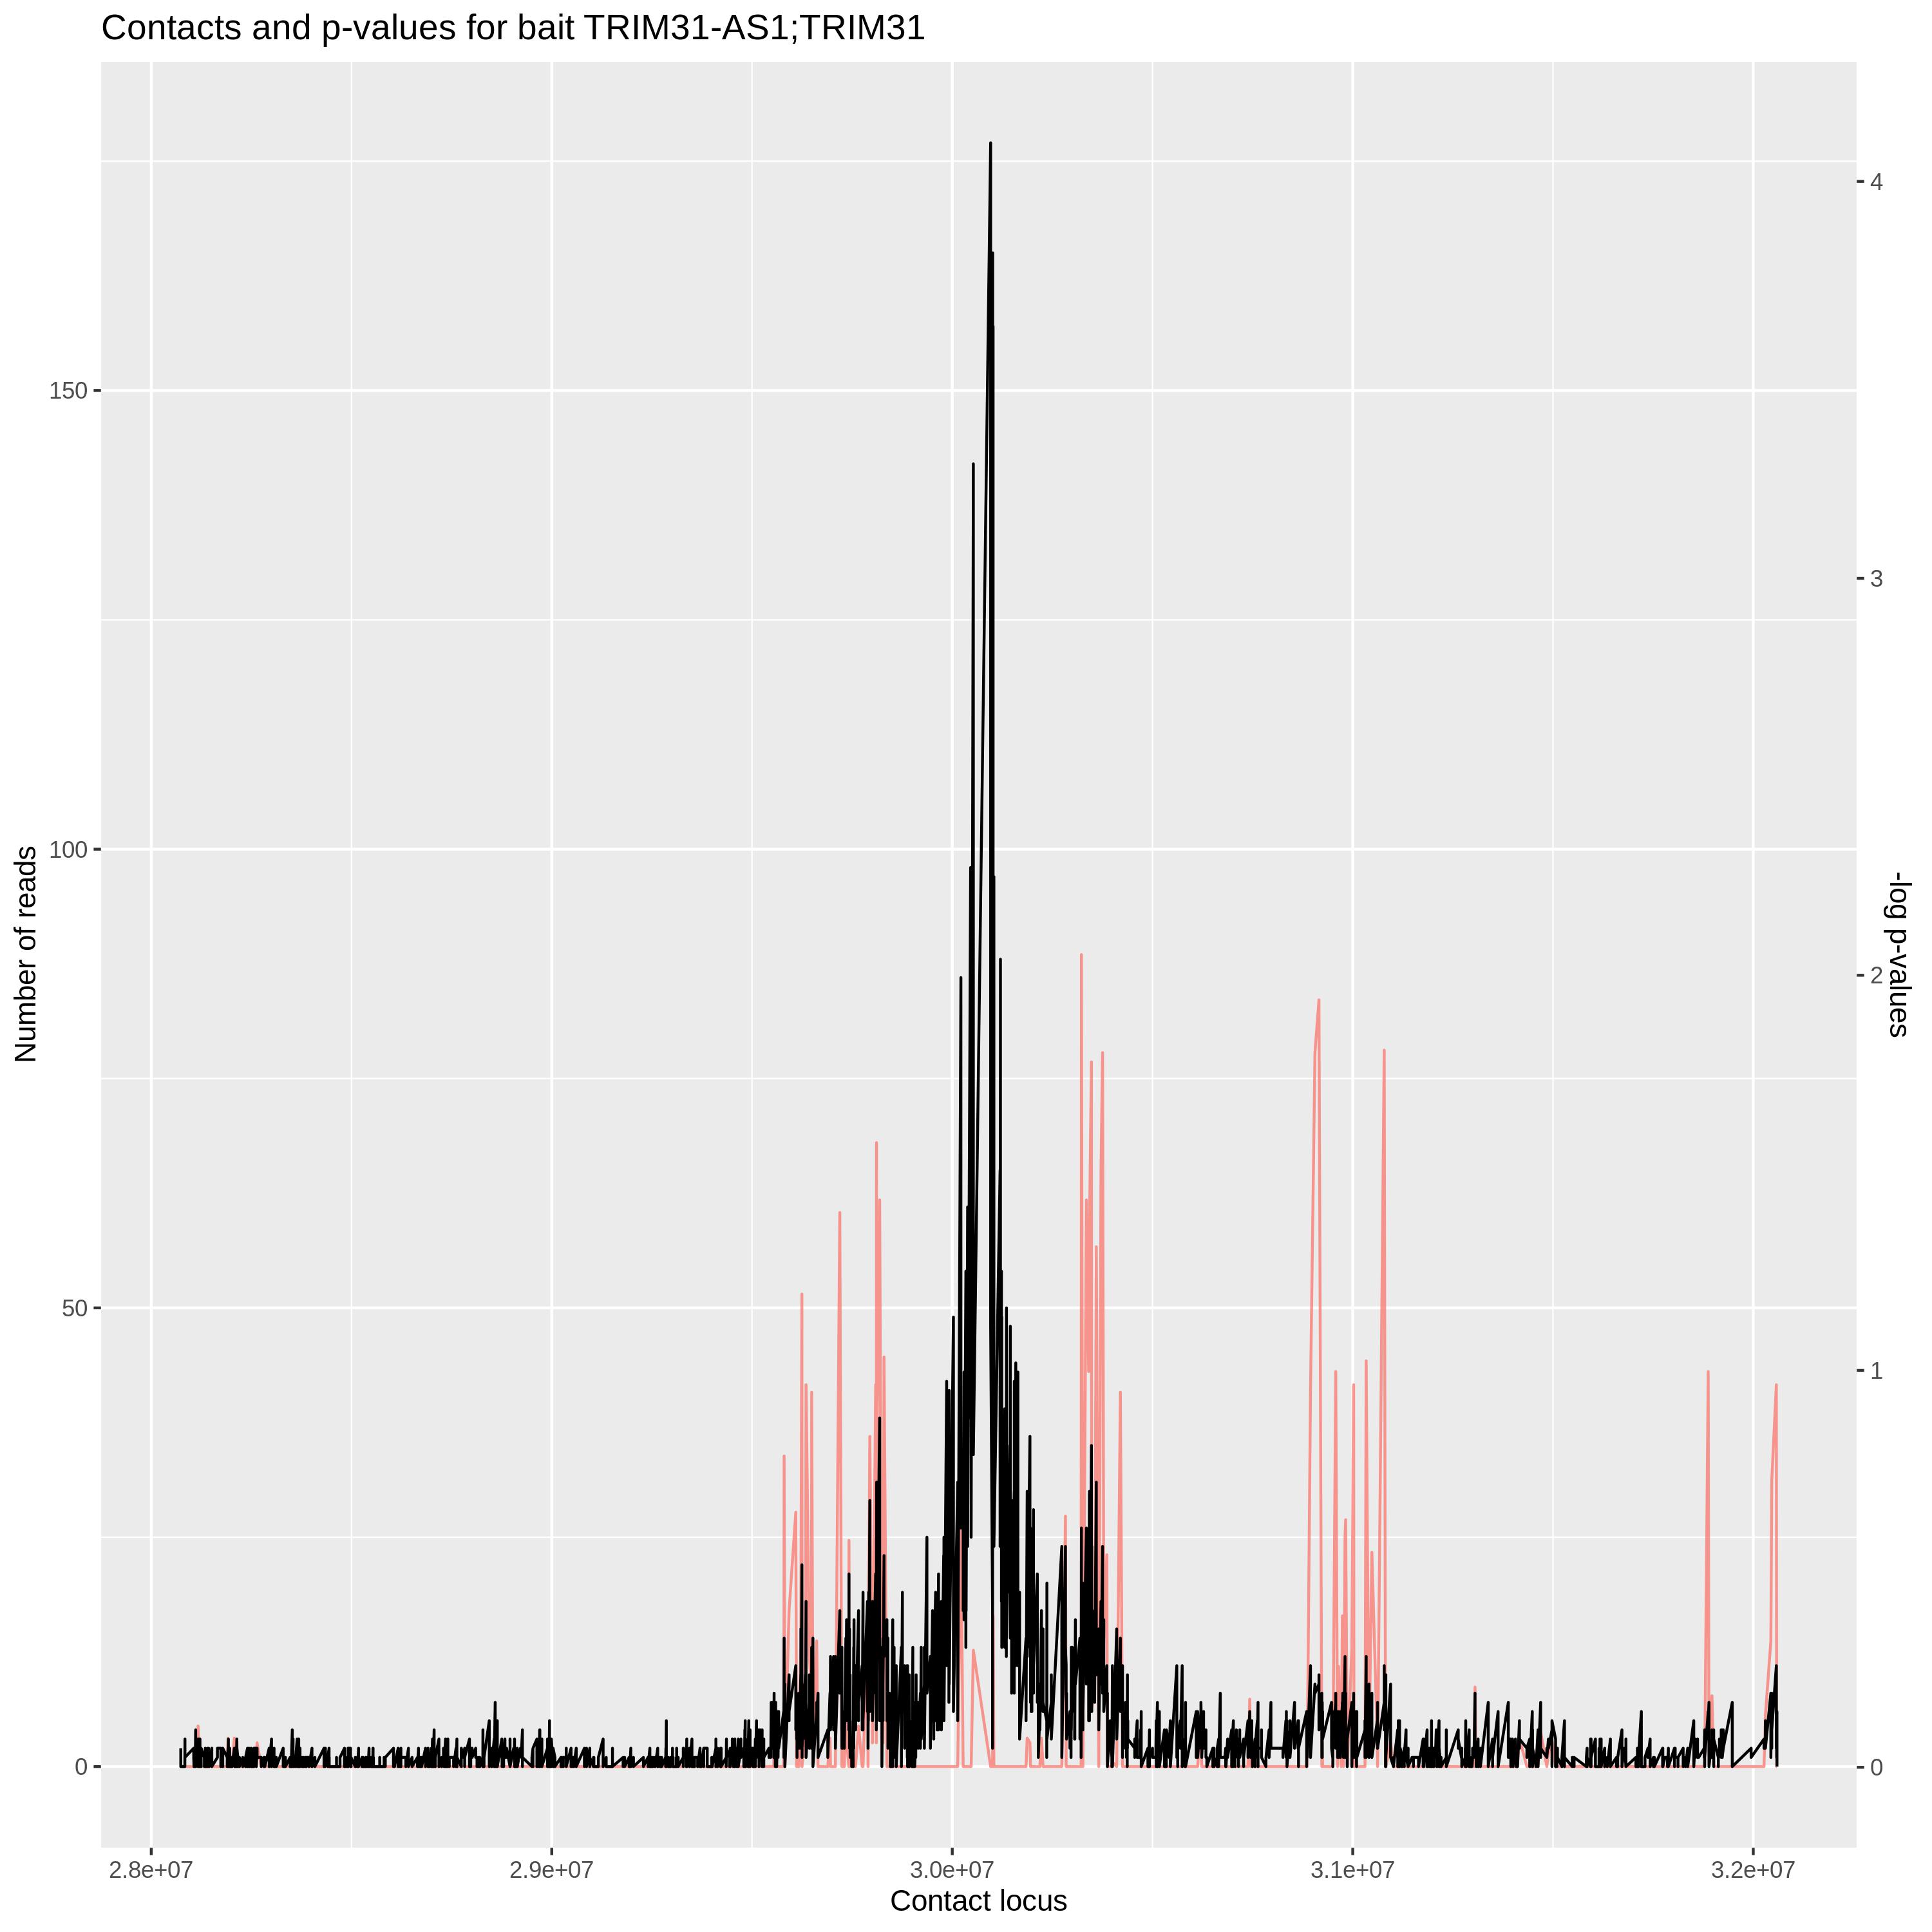 Contacts and p-values for bait TRIM31-AS1;TRIM31
Number of reads
150
100
50
0
4
3
2
1
0
-log p-values
2.8e+07 2.9e+07 3.0e+07 3.1e+07 3.2e+07
Contact locus